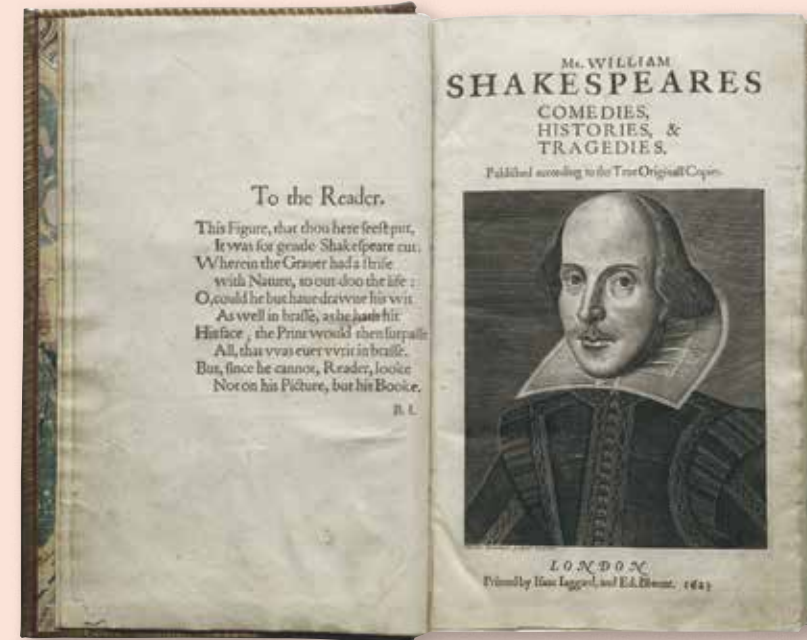 To the Reader.
This Figure, that thou here seeſt put,
It was for gentle Shakeſpeare cut;
Wherein the Grauer had a ſtrife
with Nature, to out-doo the life :
O, could he but haue drawne his wit
As well in braſſe, as he hath hit
His face ; the Print would then ſurpaſſe
All, that vvas euer vvrit in braſſe.
But, ſince he cannot, Reader, looke
Not on his Picture, but his Booke.
B. I.
Mr. WILLIAM
SHAKESPEARES
COMEDIES,
HISTORIES, &
TRAGEDIES.
Publiſhed according to the True Originall Copies.
LONDON
Printed by Iſaac Iaggard, and Ed. Blount. 1623